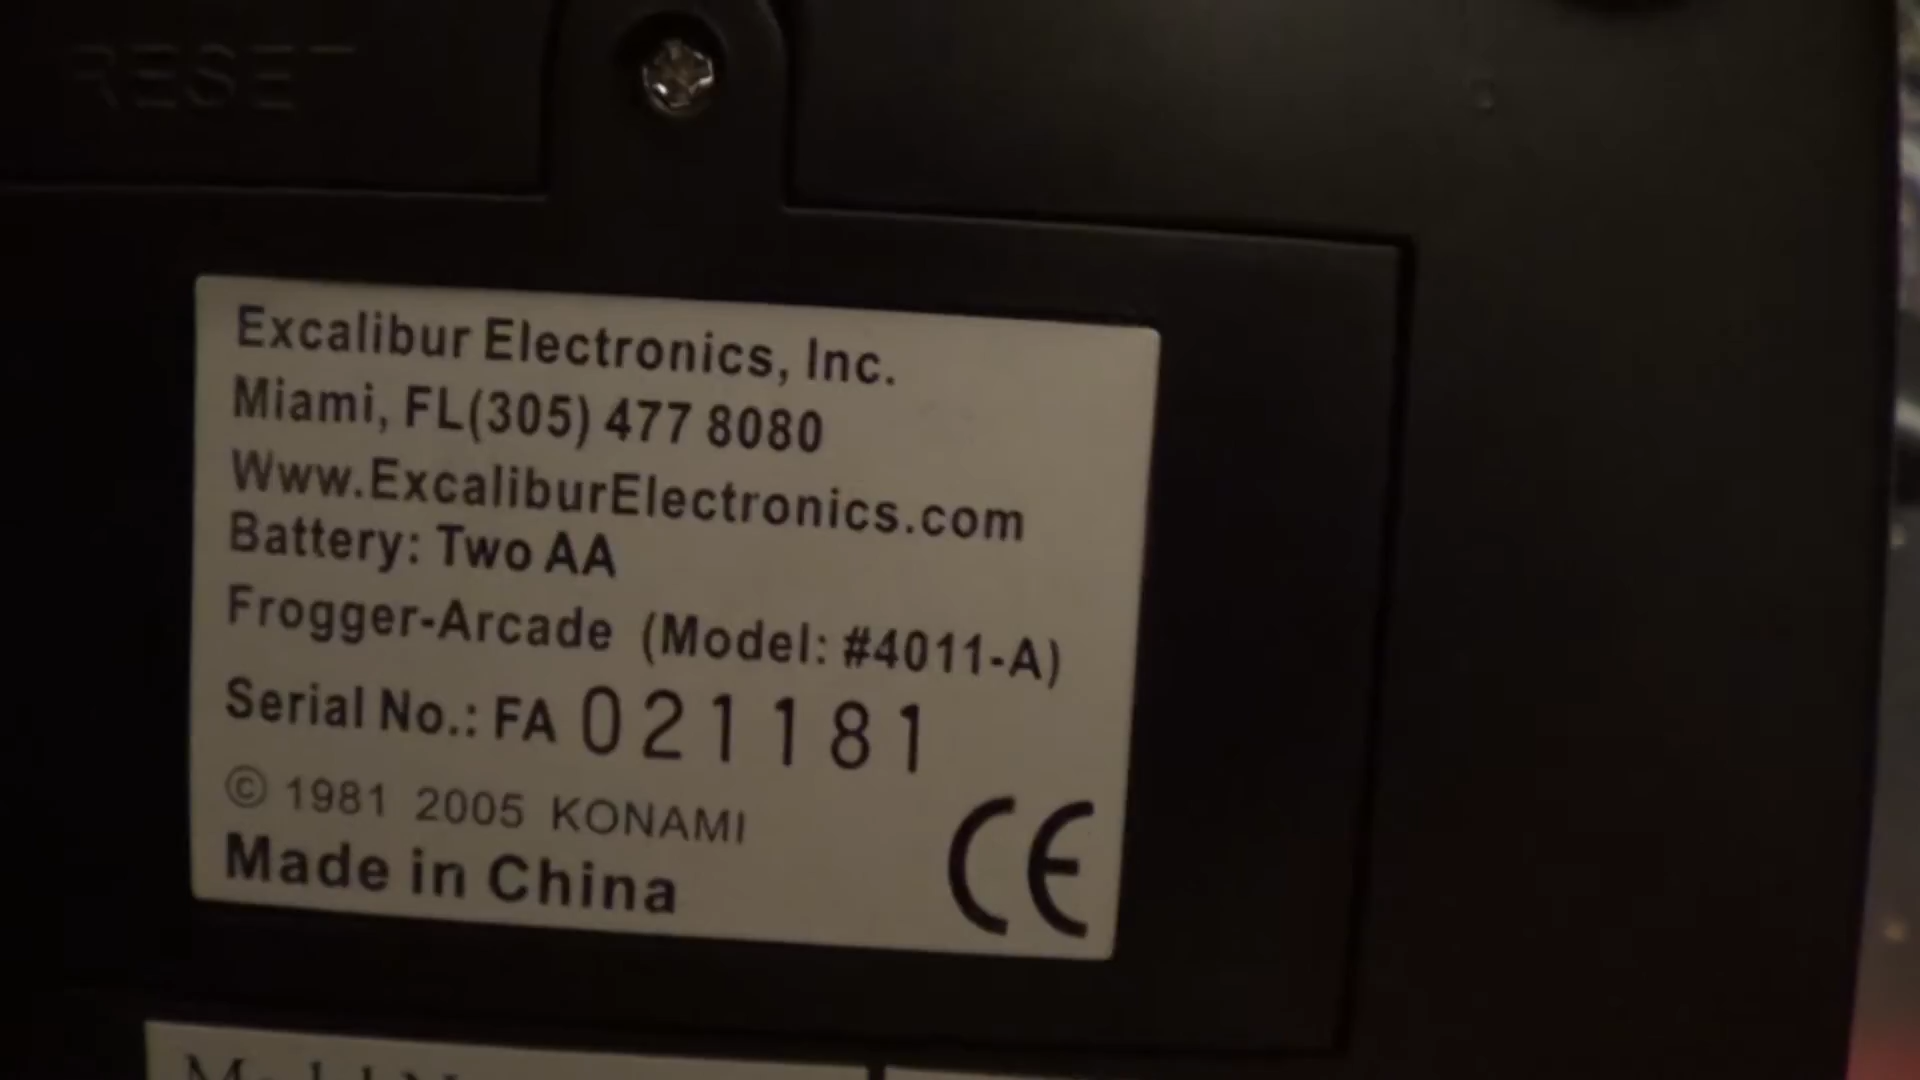 RESET
Excalibur Electronics, Inc.
Miami, FL(305) 477 8080
Www.ExcaliburElectronics.com
Battery: Two AA
Frogger-Arcade (Model: #4011-A)
Serial No.: FA 021181
© 1981 2005 KONAMI
Made in China CE